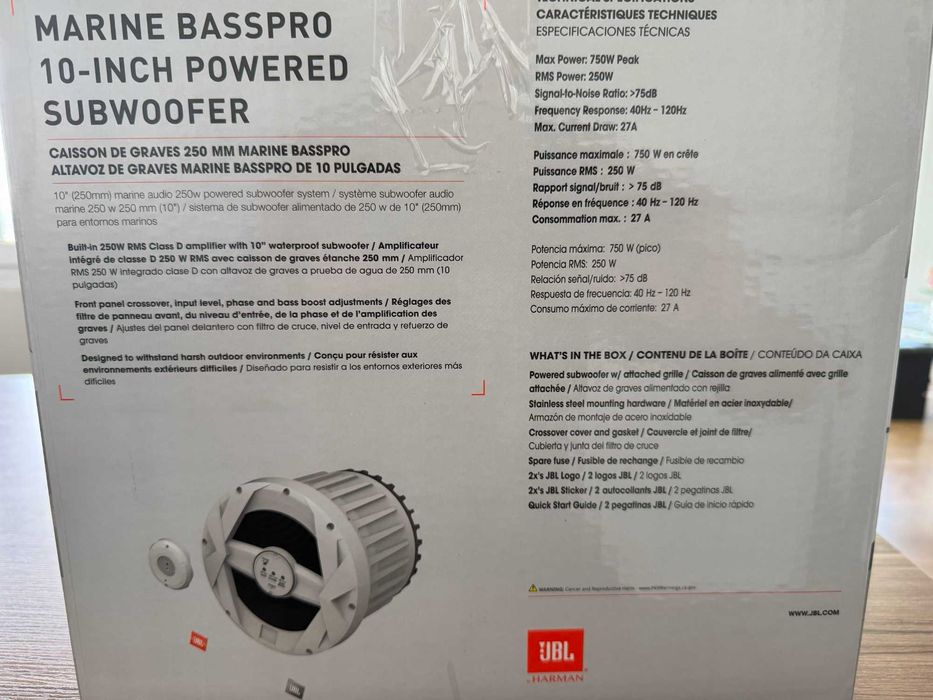 MARINE BASSPRO
10-INCH POWERED
SUBWOOFER
CAISSON DE GRAVES 250 MM MARINE BASSPRO
ALTAVOZ DE GRAVES MARINE BASSPRO DE 10 PULGADAS
10" (250mm) marine audio 250w powered subwoofer system / système subwoofer audio
marine 250 w 250 mm (10") / sistema de subwoofer alimentado de 250 w de 10" (250mm)
para entornos marinos
Built-in 250W RMS Class D amplifier with 10" waterproof subwoofer / Amplificateur
intégré de classe D 250 W RMS avec caisson de graves étanche 250 mm / Amplificador
RMS 250 W integrado clase D con altavoz de graves a prueba de agua de 250 mm (10
pulgadas)
Front panel crossover, input level, phase and bass boost adjustments / Réglages des
filtre de panneau avant, du niveau d'entrée, de la phase et de l'amplification des
graves / Ajustes del panel delantero con filtro de cruce, nivel de entrada y refuerzo de
graves
Designed to withstand harsh outdoor environments / Conçu pour résister aux
environnements extérieurs difficiles / Diseñado para resistir a los entornos exteriores más
difíciles
TECHNICAL SPECIFICATIONS
CARACTÉRISTIQUES TECHNIQUES
ESPECIFICACIONES TÉCNICAS
Max Power: 750W Peak
RMS Power: 250W
Signal-to-Noise Ratio: >75dB
Frequency Response: 40Hz – 120Hz
Max. Current Draw: 27A
Puissance maximale : 750 W en crête
Puissance RMS : 250 W
Rapport signal/bruit : > 75 dB
Réponse en fréquence : 40 Hz – 120 Hz
Consommation max. : 27 A
Potencia máxima: 750 W (pico)
Potencia RMS: 250 W
Relación señal/ruido: >75 dB
Respuesta de frecuencia: 40 Hz – 120 Hz
Consumo máximo de corriente: 27 A
WHAT'S IN THE BOX / CONTENU DE LA BOÎTE / CONTEÚDO DA CAIXA
Powered subwoofer w/ attached grille / Caisson de graves alimenté avec grille
attachée / Altavoz de graves alimentado con rejilla
Stainless steel mounting hardware / Matériel en acier inoxydable/
Armazón de montaje de acero inoxidable
Crossover cover and gasket / Couvercle et joint de filtre/
Cubierta y junta del filtro de cruce
Spare fuse / Fusible de rechange / Fusible de recambio
2x's JBL Logo / 2 logos JBL / 2 logos JBL
2x's JBL Sticker / 2 autocollants JBL / 2 pegatinas JBL
Quick Start Guide / 2 pegatinas JBL / Guía de inicio rápido
WARNING: Cancer and Reproductive Harm - www.P65Warnings.ca.gov
WWW.JBL.COM
JBL
BY HARMAN
JBL
JBL